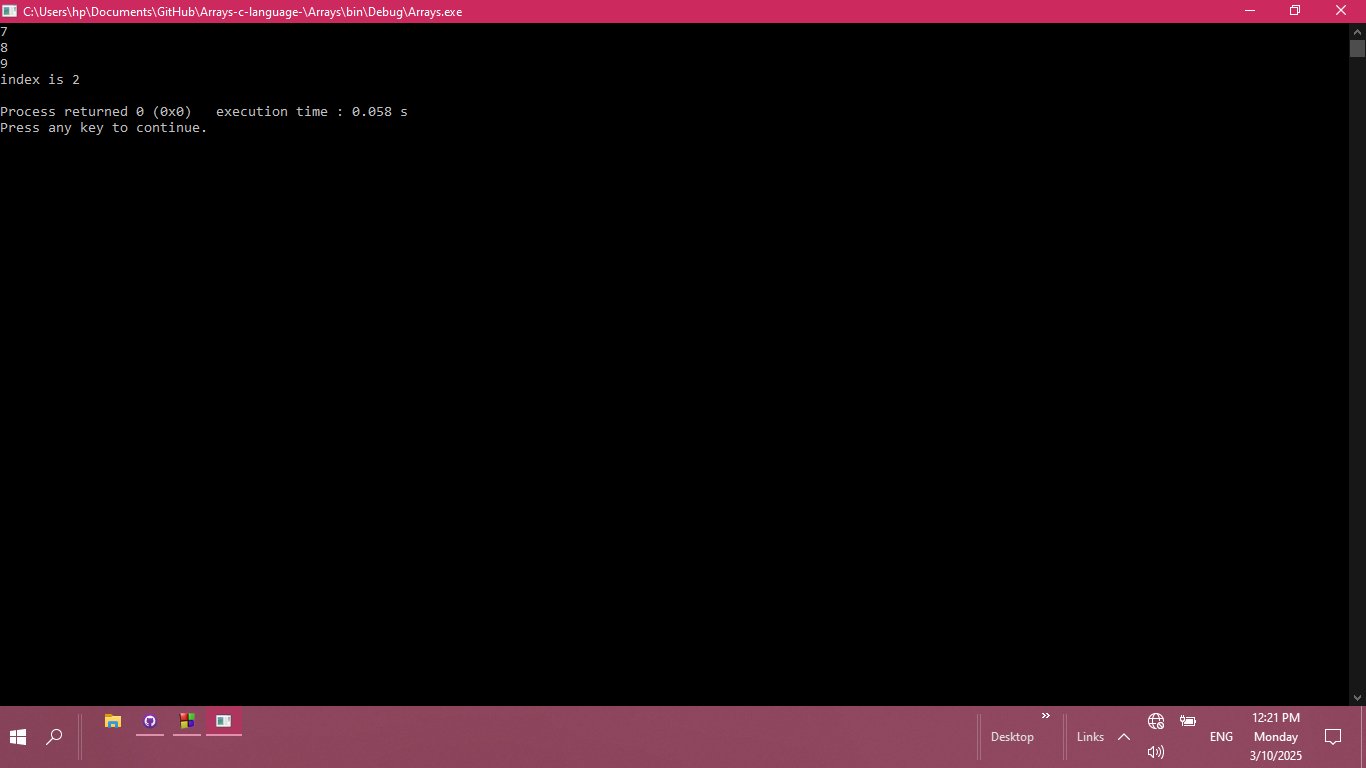 C:\Users\hp\Documents\GitHub\Arrays-c-language-\Arrays\bin\Debug\Arrays.exe
7
8
9
index is 2
Process returned 0 (0x0)   execution time : 0.058 s
Press any key to continue.
Desktop
»
Links
ENG
12:21 PM
Monday
3/10/2025